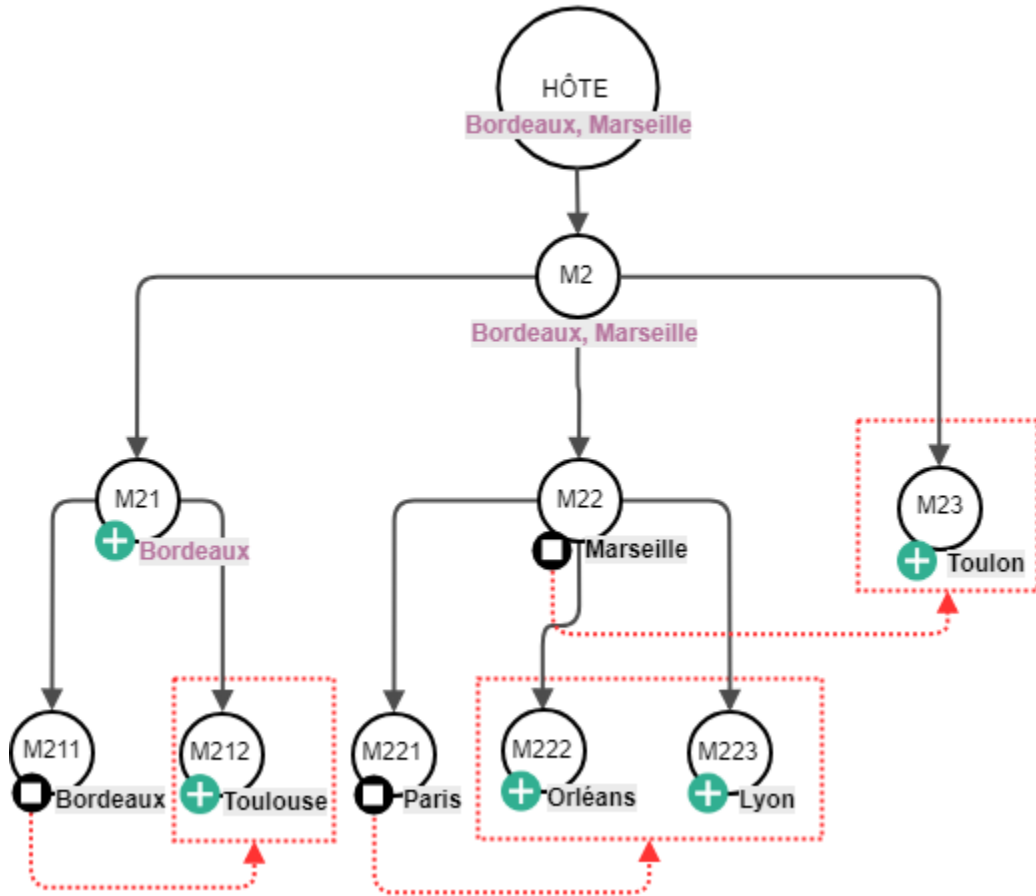 HÔTE
Bordeaux, Marseille
M2
Bordeaux, Marseille
M21
Bordeaux
M22
Marseille
M23
Toulon
M211
Bordeaux
M212
Toulouse
M221
Paris
M222
Orléans
M223
Lyon